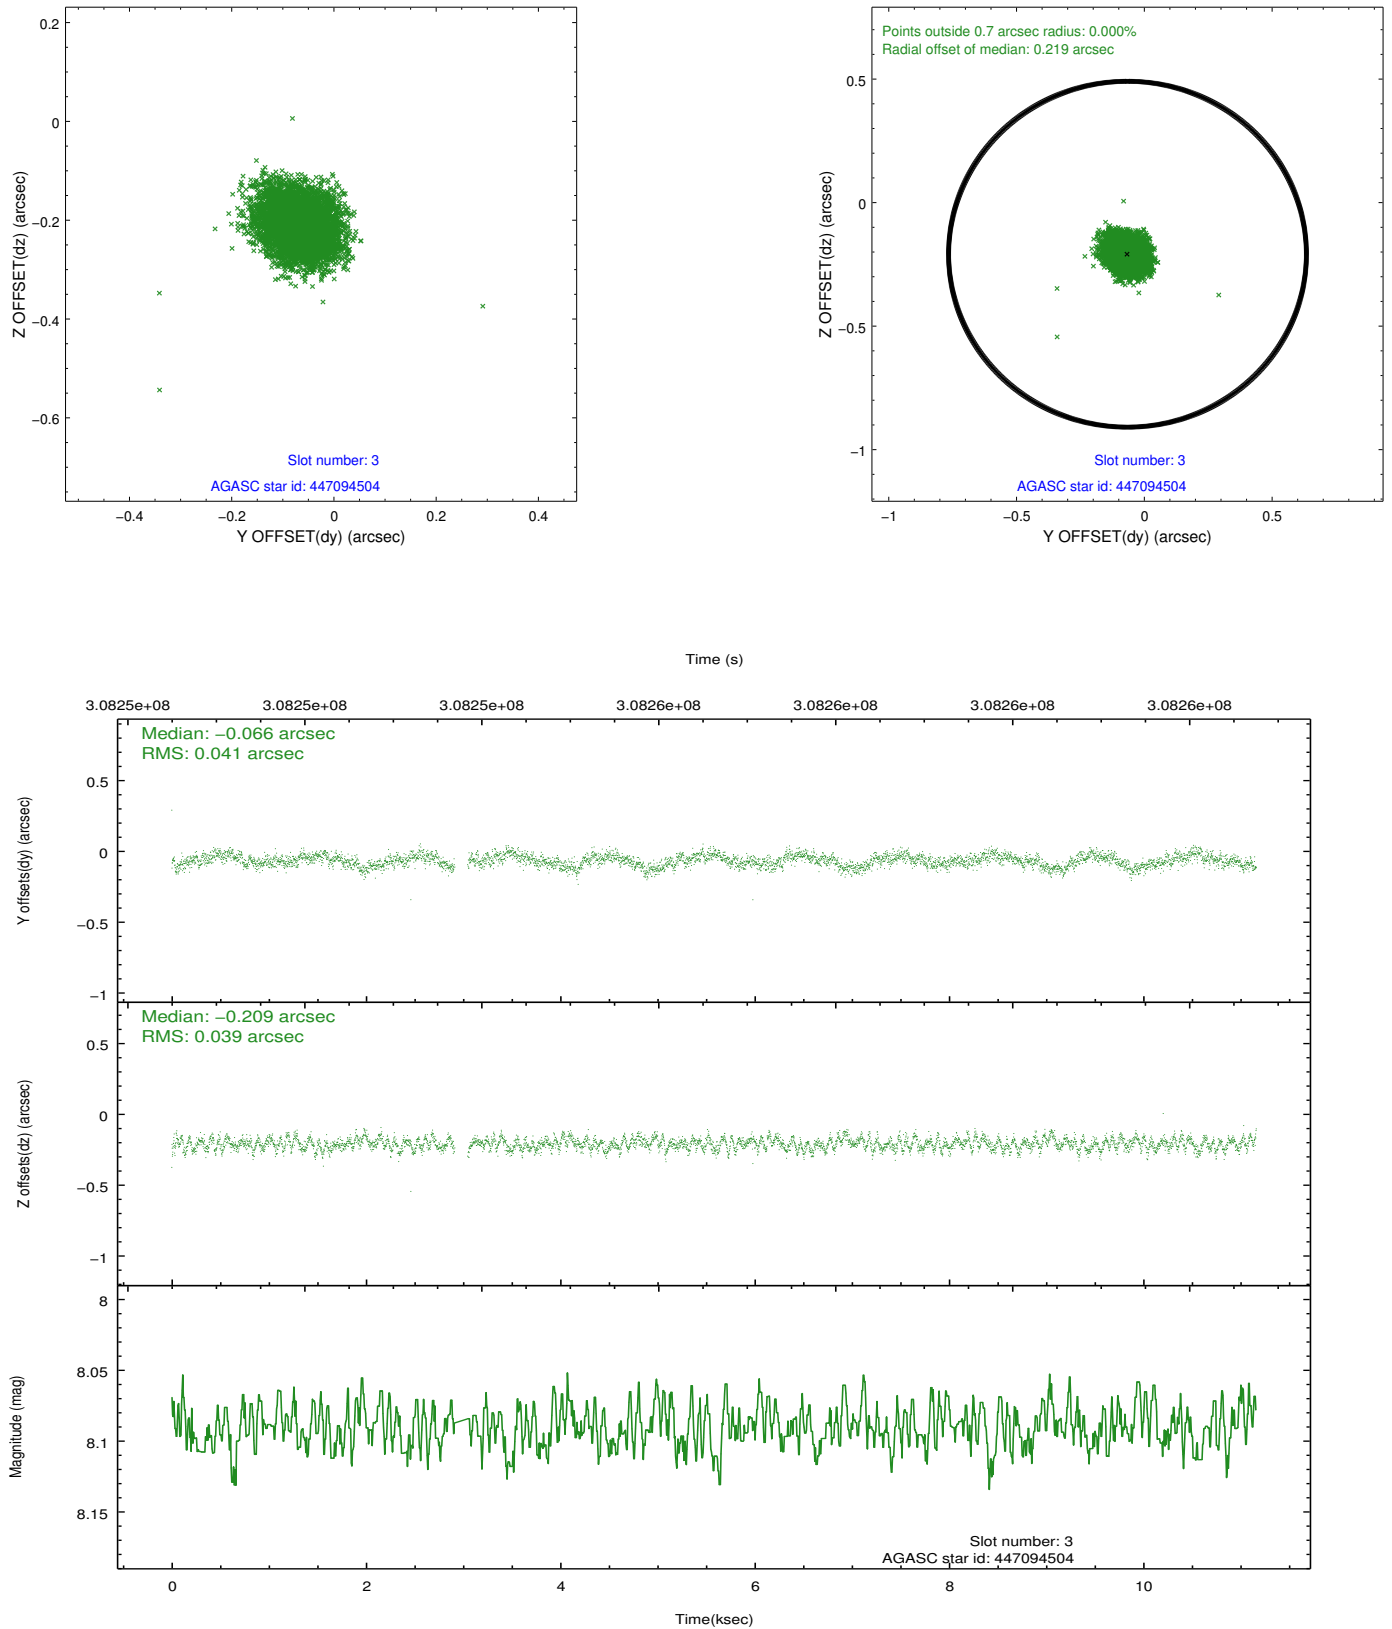 0.2
0
−0.2
−0.4
−0.6
Z OFFSET(dz) (arcsec)
Slot number: 3
AGASC star id: 447094504
−0.4 −0.2 0 0.2 0.4
Y OFFSET(dy) (arcsec)
Points outside 0.7 arcsec radius: 0.000%
Radial offset of median: 0.219 arcsec
0.5
0
−0.5
−1
Z OFFSET(dz) (arcsec)
Slot number: 3
AGASC star id: 447094504
−1 −0.5 0 0.5
Y OFFSET(dy) (arcsec)
Time (s)
3.0825e+08 3.0825e+08 3.0825e+08 3.0826e+08 3.0826e+08 3.0826e+08 3.0826e+08
Median: −0.066 arcsec
RMS: 0.041 arcsec
0.5
0
−0.5
−1
Y offsets(dy) (arcsec)
Median: −0.209 arcsec
RMS: 0.039 arcsec
0.5
0
−0.5
−1
Z offsets(dz) (arcsec)
8
8.05
8.1
8.15
Magnitude (mag)
Slot number: 3
AGASC star id: 447094504
0 2 4 6 8 10
Time(ksec)